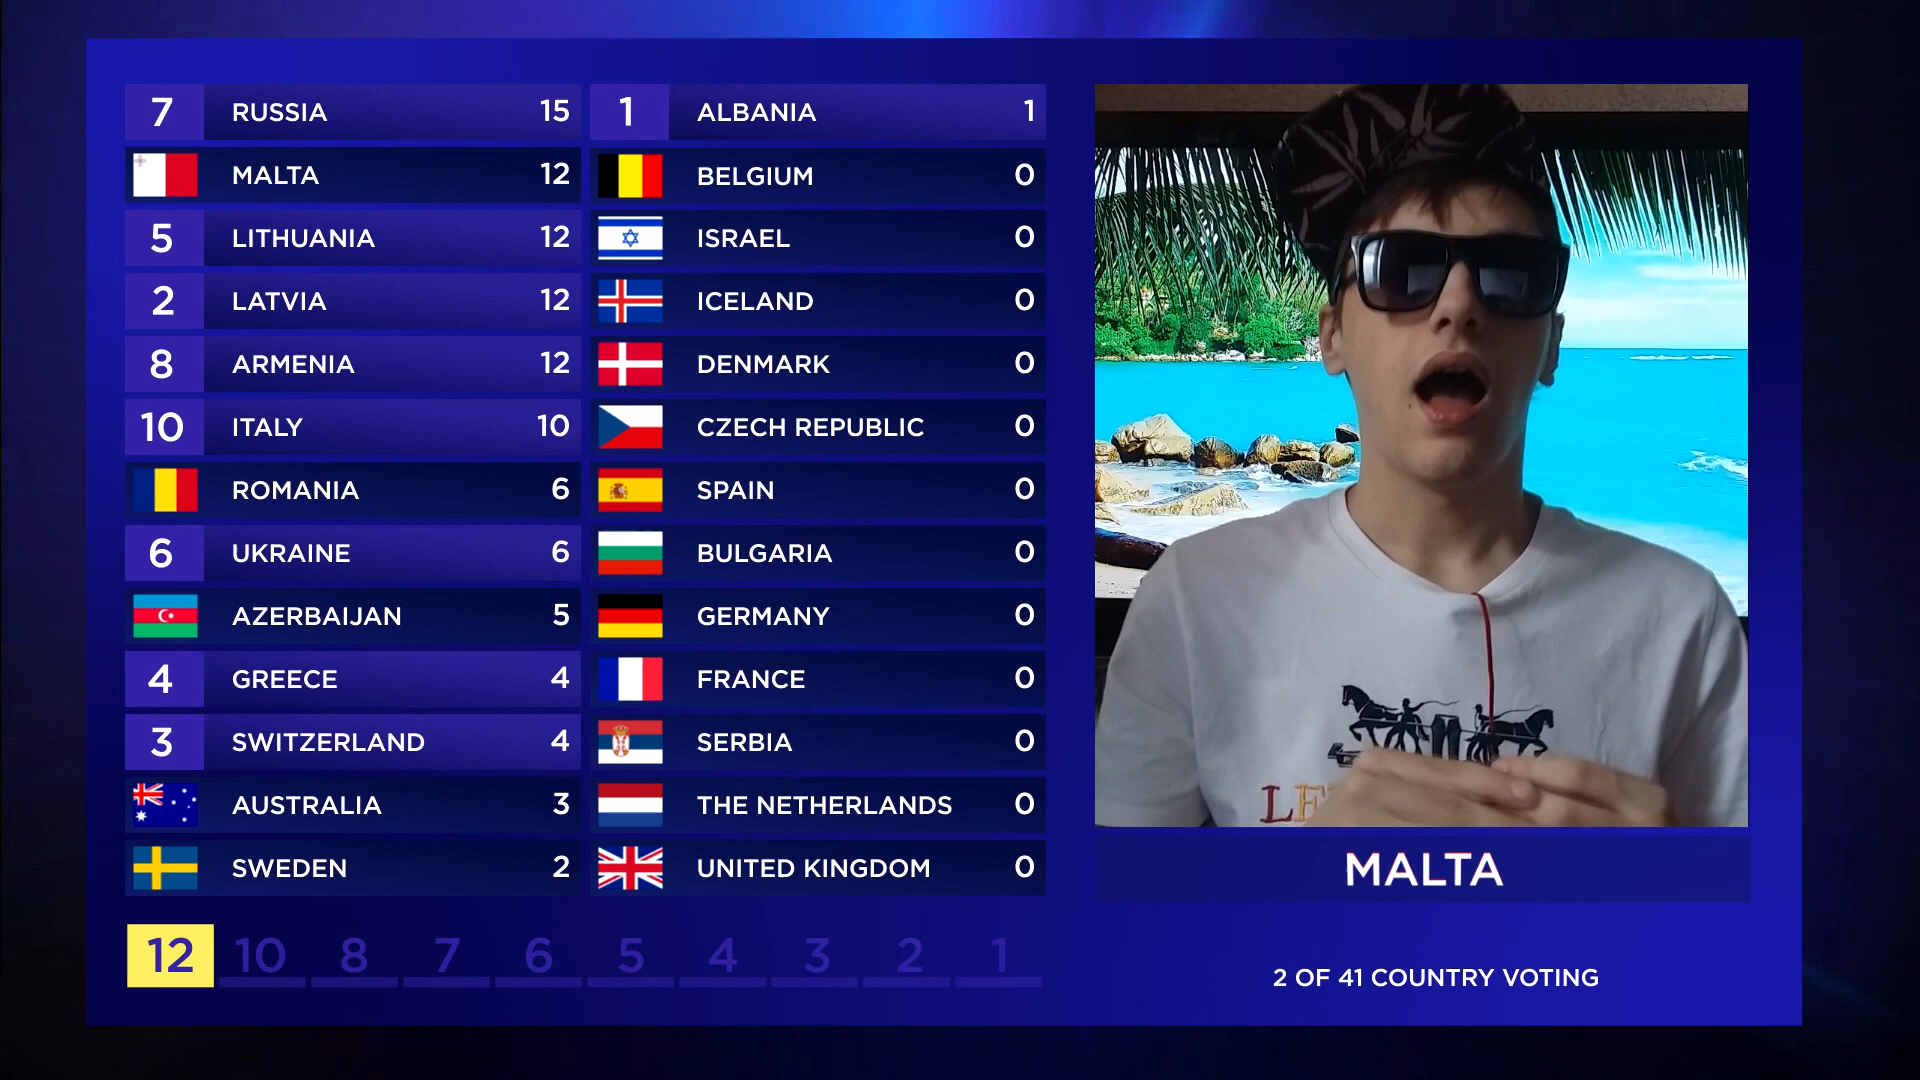 7 RUSSIA 15
MALTA 12
5 LITHUANIA 12
2 LATVIA 12
8 ARMENIA 12
10 ITALY 10
ROMANIA 6
6 UKRAINE 6
AZERBAIJAN 5
4 GREECE 4
3 SWITZERLAND 4
AUSTRALIA 3
SWEDEN 2
1 ALBANIA 1
BELGIUM 0
ISRAEL 0
ICELAND 0
DENMARK 0
CZECH REPUBLIC 0
SPAIN 0
BULGARIA 0
GERMANY 0
FRANCE 0
SERBIA 0
THE NETHERLANDS 0
UNITED KINGDOM 0
12 10 8 7 6 5 4 3 2 1
MALTA
2 OF 41 COUNTRY VOTING